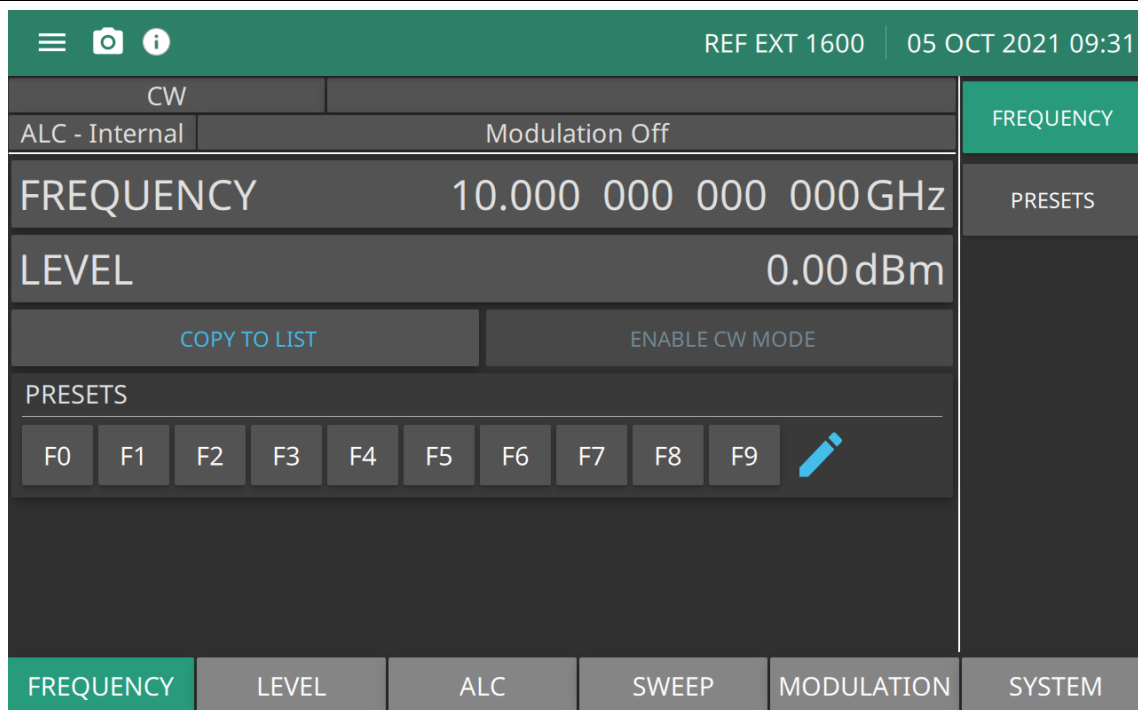 REF EXT 1600 05 OCT 2021 09:31
CW
ALC - Internal Modulation Off
FREQUENCY 10.000 000 000 000 GHz
LEVEL 0.00 dBm
COPY TO LIST ENABLE CW MODE
PRESETS
F0 F1 F2 F3 F4 F5 F6 F7 F8 F9
FREQUENCY
PRESETS
FREQUENCY LEVEL ALC SWEEP MODULATION SYSTEM